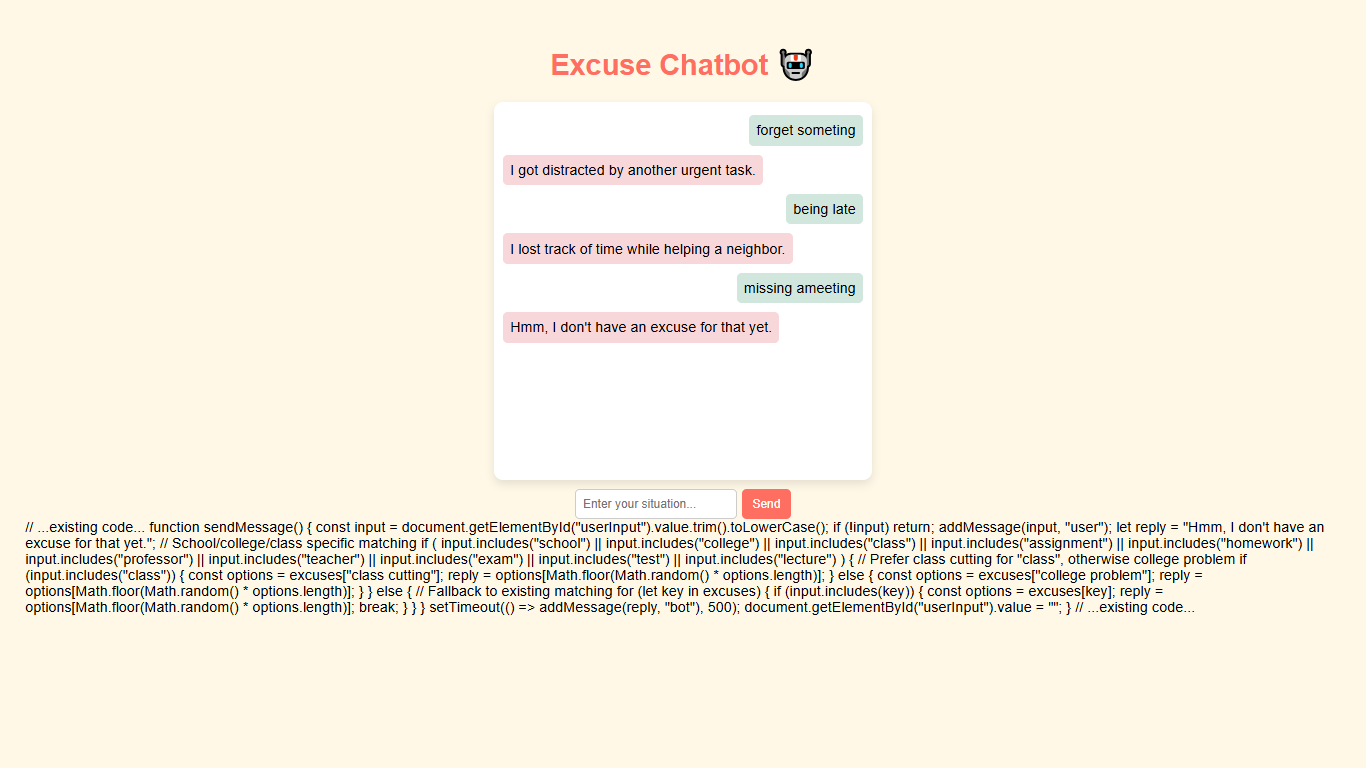 Excuse Chatbot 🤖
forget someting
I got distracted by another urgent task.
being late
I lost track of time while helping a neighbor.
missing ameeting
Hmm, I don't have an excuse for that yet.
Enter your situation...
Send
// ...existing code... function sendMessage() { const input = document.getElementById("userInput").value.trim().toLowerCase(); if (!input) return; addMessage(input, "user"); let reply = "Hmm, I don't have an
excuse for that yet."; // School/college/class specific matching if ( input.includes("school") || input.includes("college") || input.includes("class") || input.includes("assignment") || input.includes("homework") ||
input.includes("professor") || input.includes("teacher") || input.includes("exam") || input.includes("test") || input.includes("lecture") ) { // Prefer class cutting for "class", otherwise college problem if
(input.includes("class")) { const options = excuses["class cutting"]; reply = options[Math.floor(Math.random() * options.length)]; } else { const options = excuses["college problem"]; reply =
options[Math.floor(Math.random() * options.length)]; } } else { // Fallback to existing matching for (let key in excuses) { if (input.includes(key)) { const options = excuses[key]; reply =
options[Math.floor(Math.random() * options.length)]; break; } } } setTimeout(() => addMessage(reply, "bot"), 500); document.getElementById("userInput").value = ""; } // ...existing code...